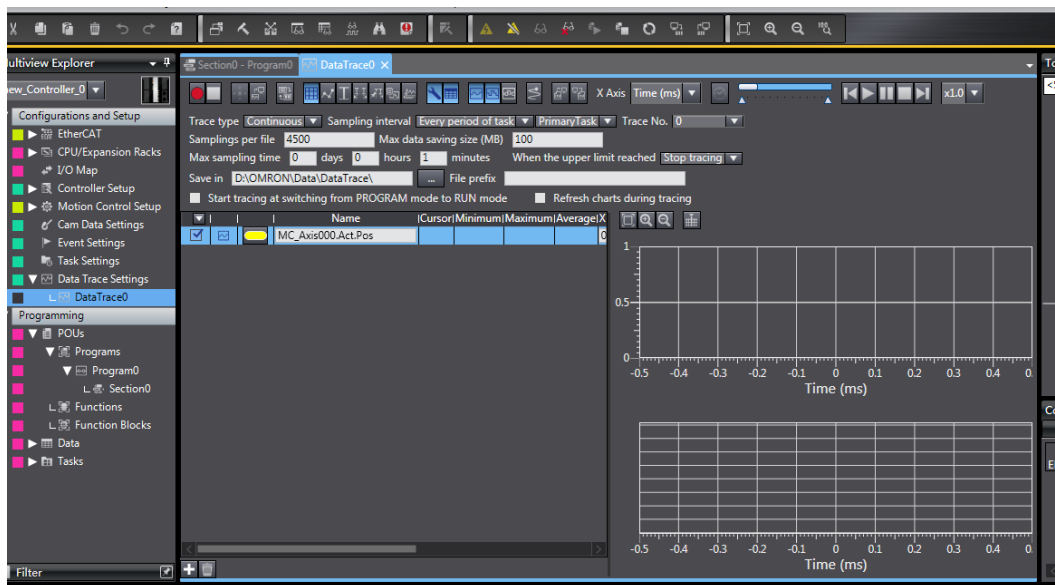 ultiview Explorer
ew_Controller_0
Configurations and Setup
EtherCAT
CPU/Expansion Racks
I/O Map
Controller Setup
Motion Control Setup
Cam Data Settings
Event Settings
Task Settings
Data Trace Settings
DataTrace0
Programming
POUs
Programs
Program0
Section0
Functions
Function Blocks
Data
Tasks
Filter
Section0 - Program0 DataTrace0
X Axis Time (ms) x1.0
Trace type Continuous Sampling interval Every period of task PrimaryTask Trace No. 0
Samplings per file 4500 Max data saving size (MB) 100
Max sampling time 0 days 0 hours 1 minutes When the upper limit reached Stop tracing
Save in D:\OMRON\Data\DataTrace\ ... File prefix
Start tracing at switching from PROGRAM mode to RUN mode Refresh charts during tracing
Name |Cursor|Minimum|Maximum|Average|X
MC_Axis000.Act.Pos 0
1
0.5
0
-0.5 -0.4 -0.3 -0.2 -0.1 0 0.1 0.2 0.3 0.4 0.
Time (ms)
-0.5 -0.4 -0.3 -0.2 -0.1 0 0.1 0.2 0.3 0.4 0.
Time (ms)
To
Co